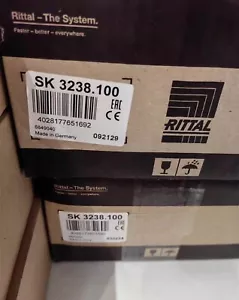 Rittal – The System.
Faster – better – everywhere.
SK 3238.100
EAC
CE
4028177651692
Made in Germany
092129
RITTAL
Rittal – The System.
SK 3238.100